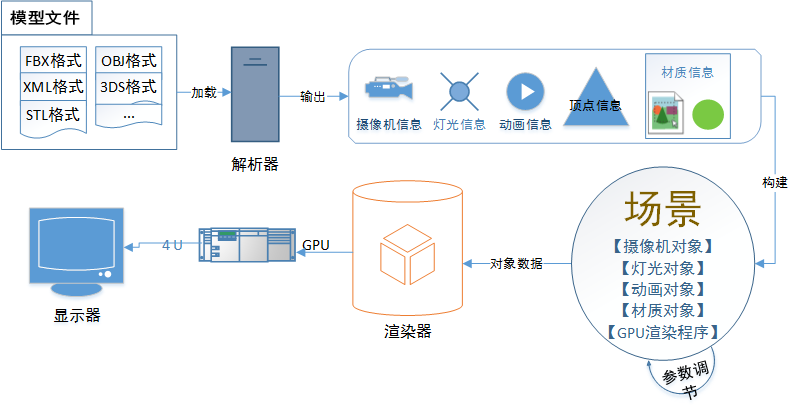 模型文件
FBX格式
OBJ格式
XML格式
3DS格式
STL格式
...
加载
解析器
输出
摄像机信息
灯光信息
动画信息
顶点信息
材质信息
构建
场景
【摄像机对象】
【灯光对象】
【动画对象】
【材质对象】
【GPU渲染程序】
参数调
节
对象数据
渲染器
GPU
4 U
显示器